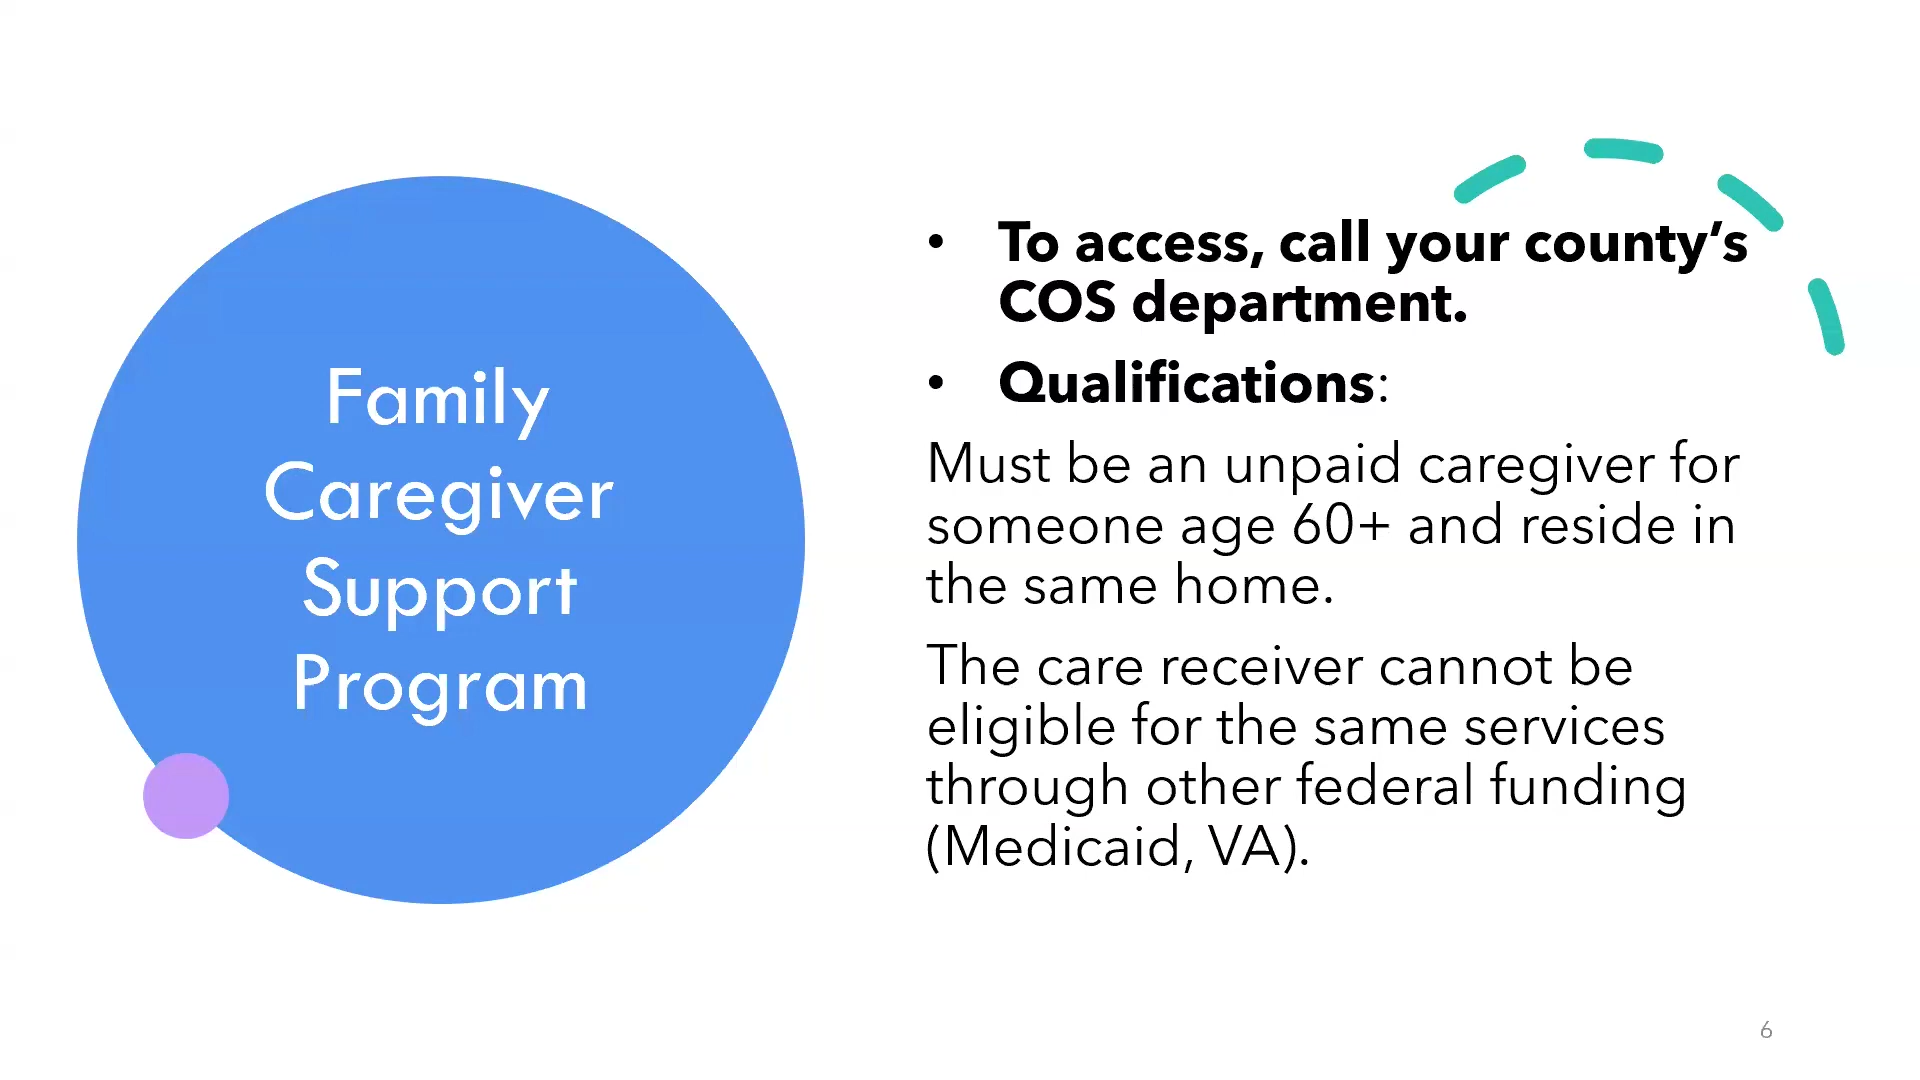 Family
Caregiver
Support
Program
• To access, call your county’s
COS department.
• Qualifications:
Must be an unpaid caregiver for
someone age 60+ and reside in
the same home.
The care receiver cannot be
eligible for the same services
through other federal funding
(Medicaid, VA).
6